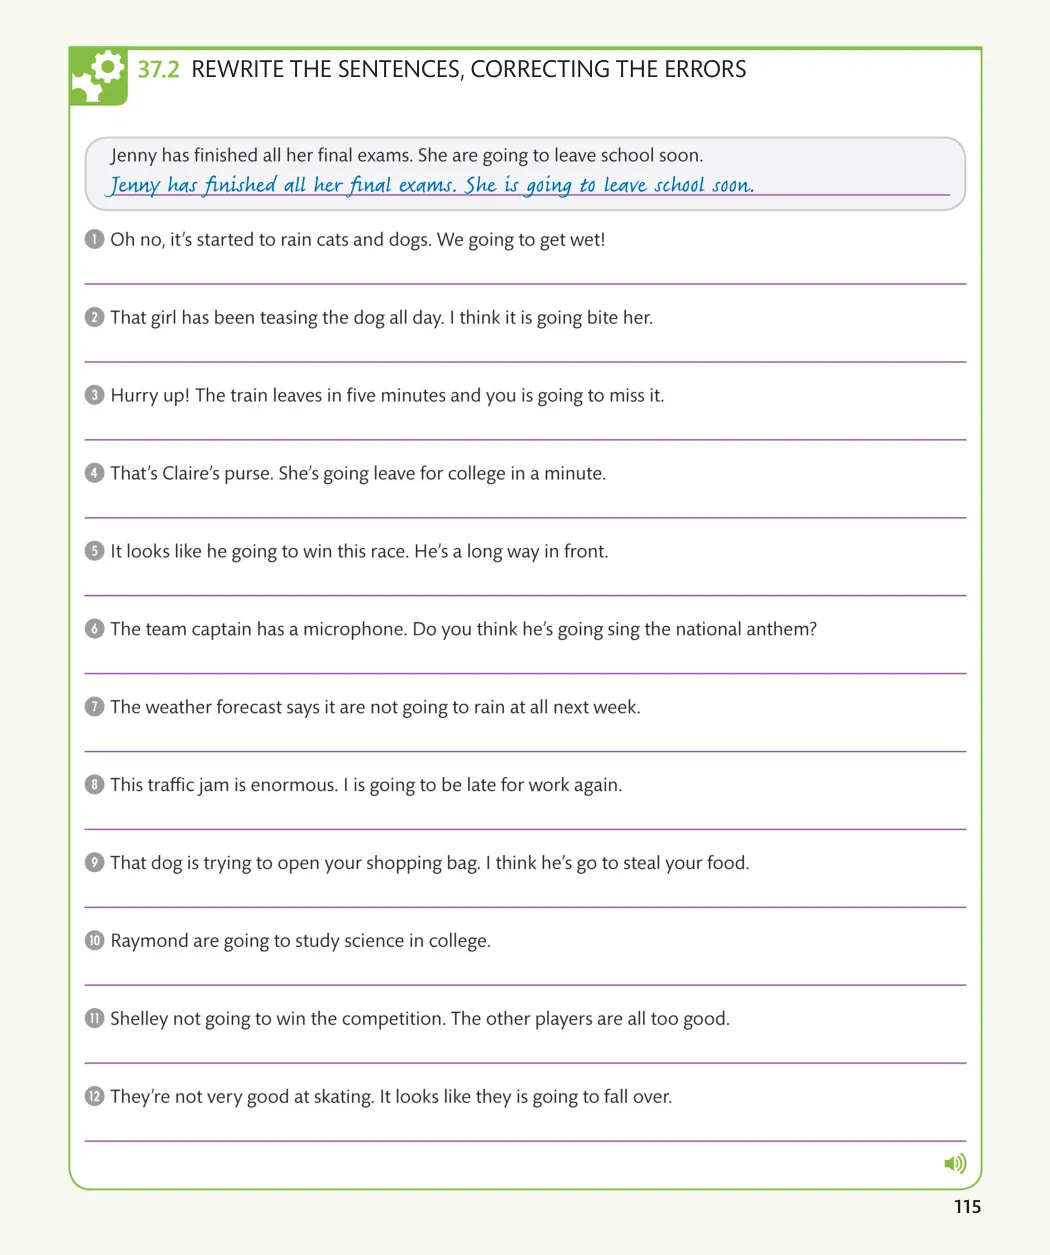 37.2 REWRITE THE SENTENCES, CORRECTING THE ERRORS
Jenny has finished all her final exams. She are going to leave school soon.
Jenny has finished all her final exams. She is going to leave school soon.
1 Oh no, it's started to rain cats and dogs. We going to get wet!
2 That girl has been teasing the dog all day. I think it is going bite her.
3 Hurry up! The train leaves in five minutes and you is going to miss it.
4 That's Claire's purse. She's going leave for college in a minute.
5 It looks like he going to win this race. He's a long way in front.
6 The team captain has a microphone. Do you think he's going sing the national anthem?
7 The weather forecast says it are not going to rain at all next week.
8 This traffic jam is enormous. I is going to be late for work again.
9 That dog is trying to open your shopping bag. I think he's go to steal your food.
10 Raymond are going to study science in college.
11 Shelley not going to win the competition. The other players are all too good.
12 They're not very good at skating. It looks like they is going to fall over.
115